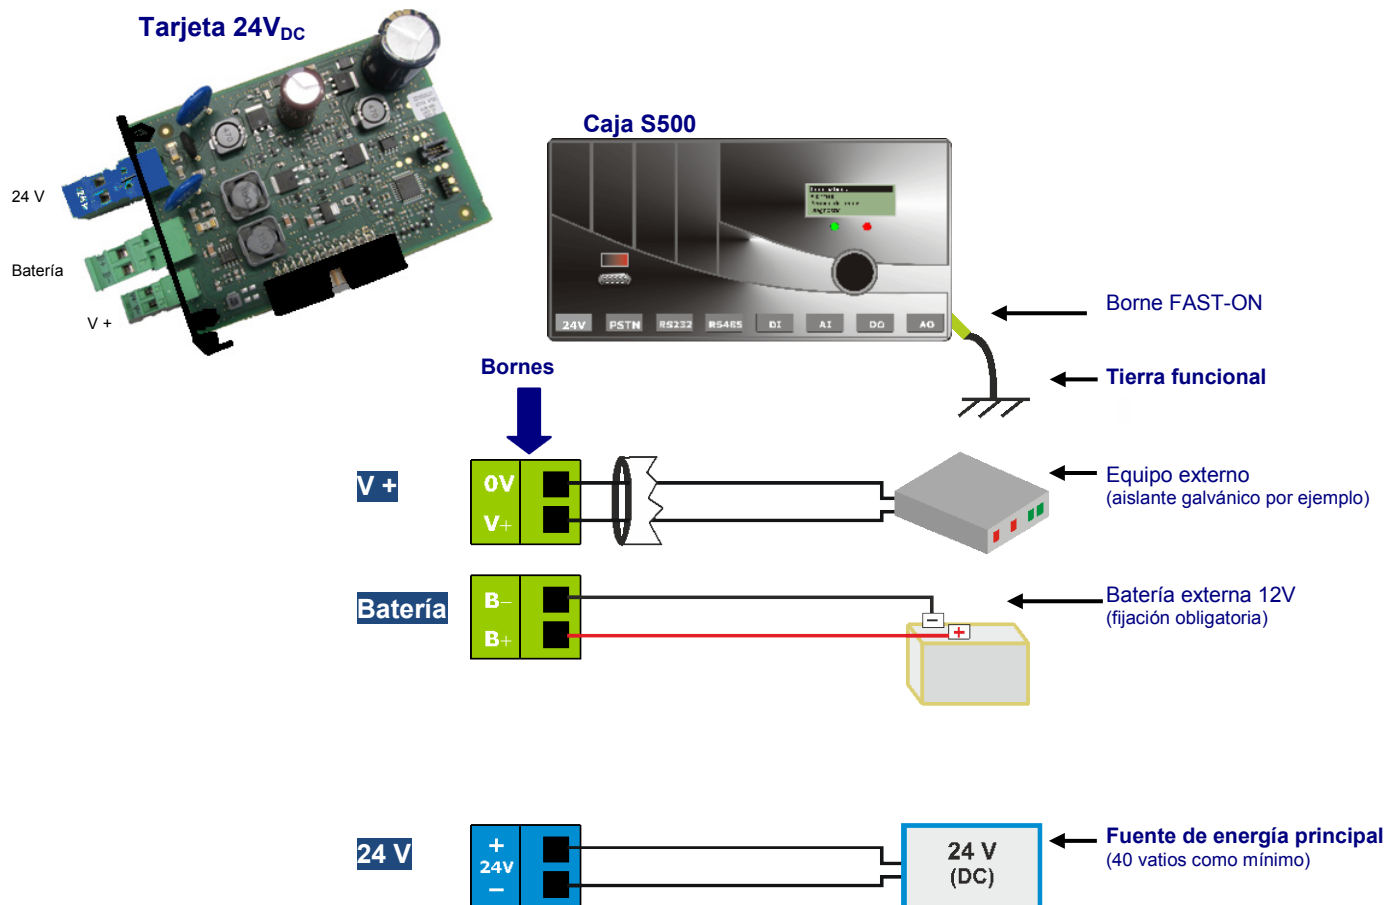 Tarjeta 24VDC
24 V
Batería
V +
24V
Caja S500
24V PSTN RS232 RS485 DI AI DO AO
Borne FAST-ON
Tierra funcional
Bornes
V +
0V
V+
Equipo externo
(aislante galvánico por ejemplo)
Batería
B−
B+
−
+
Batería externa 12V
(fijación obligatoria)
24 V
+
24V
−
24 V
(DC)
Fuente de energía principal
(40 vatios como mínimo)